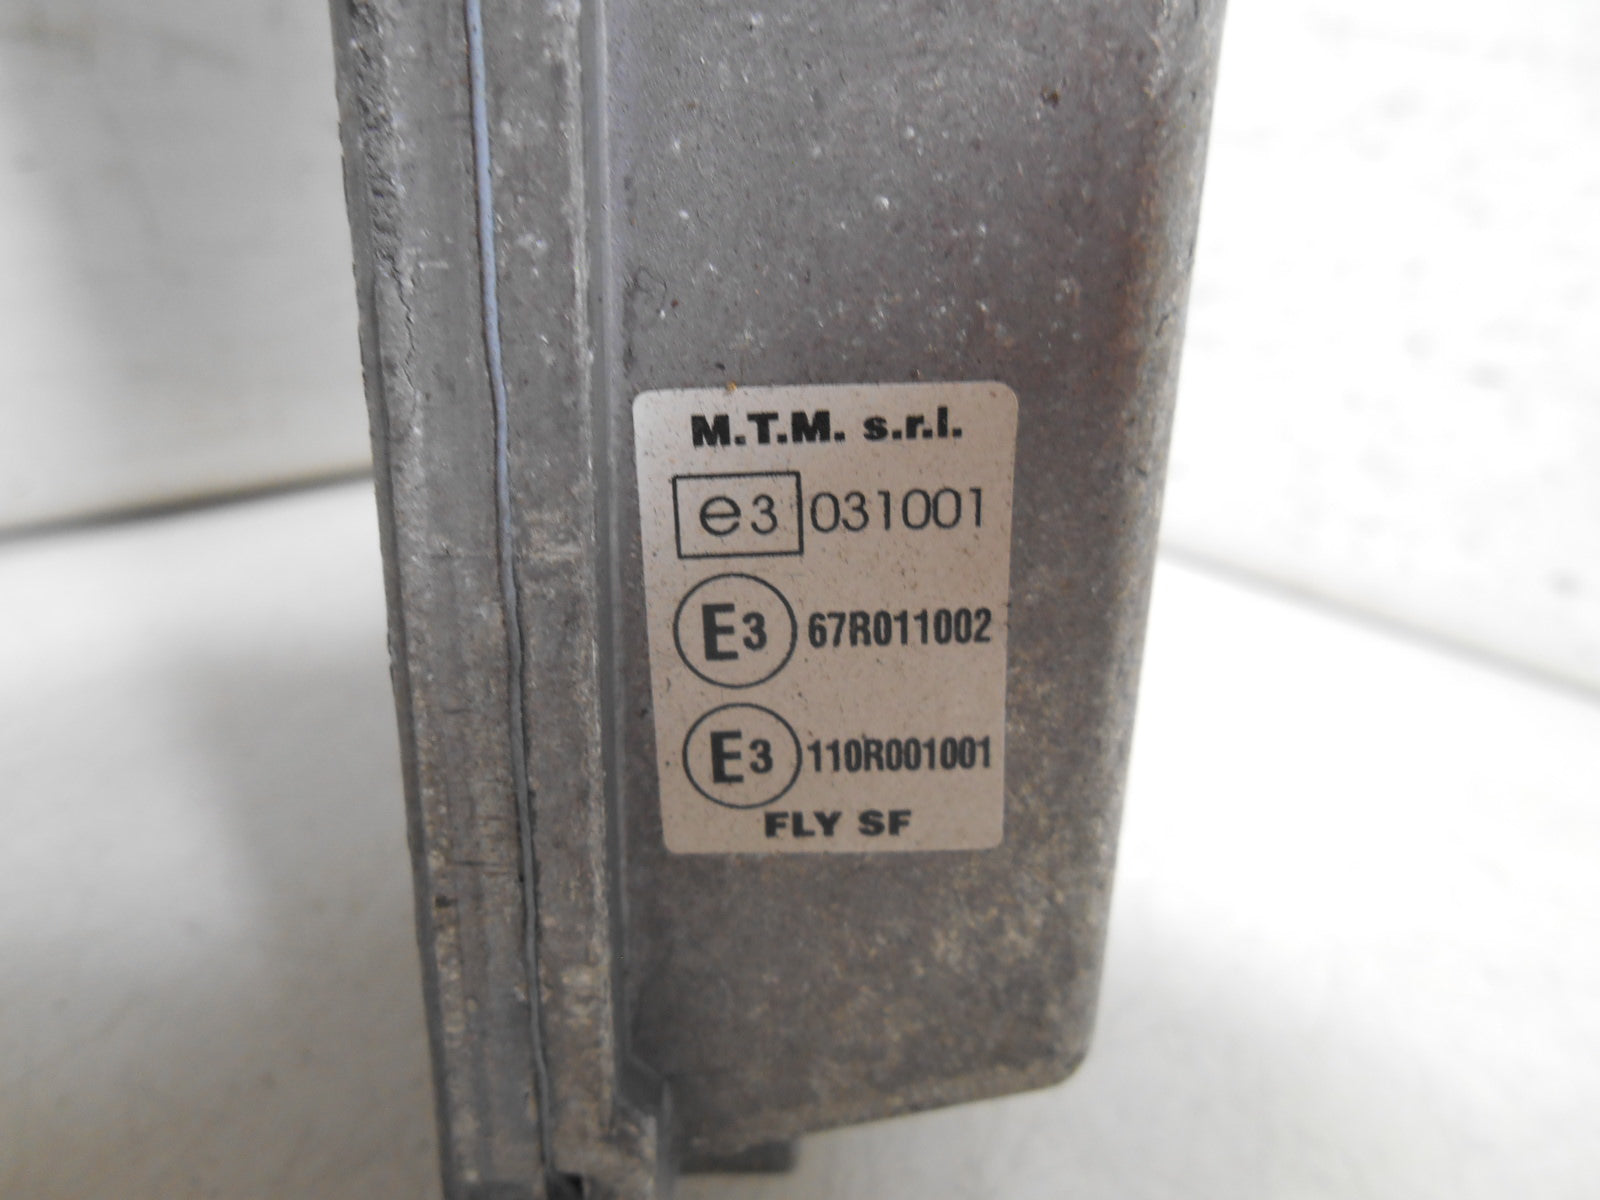 M.T.M. s.r.l.
e3 031001
E3 67R011002
E3 110R001001
FLY SF